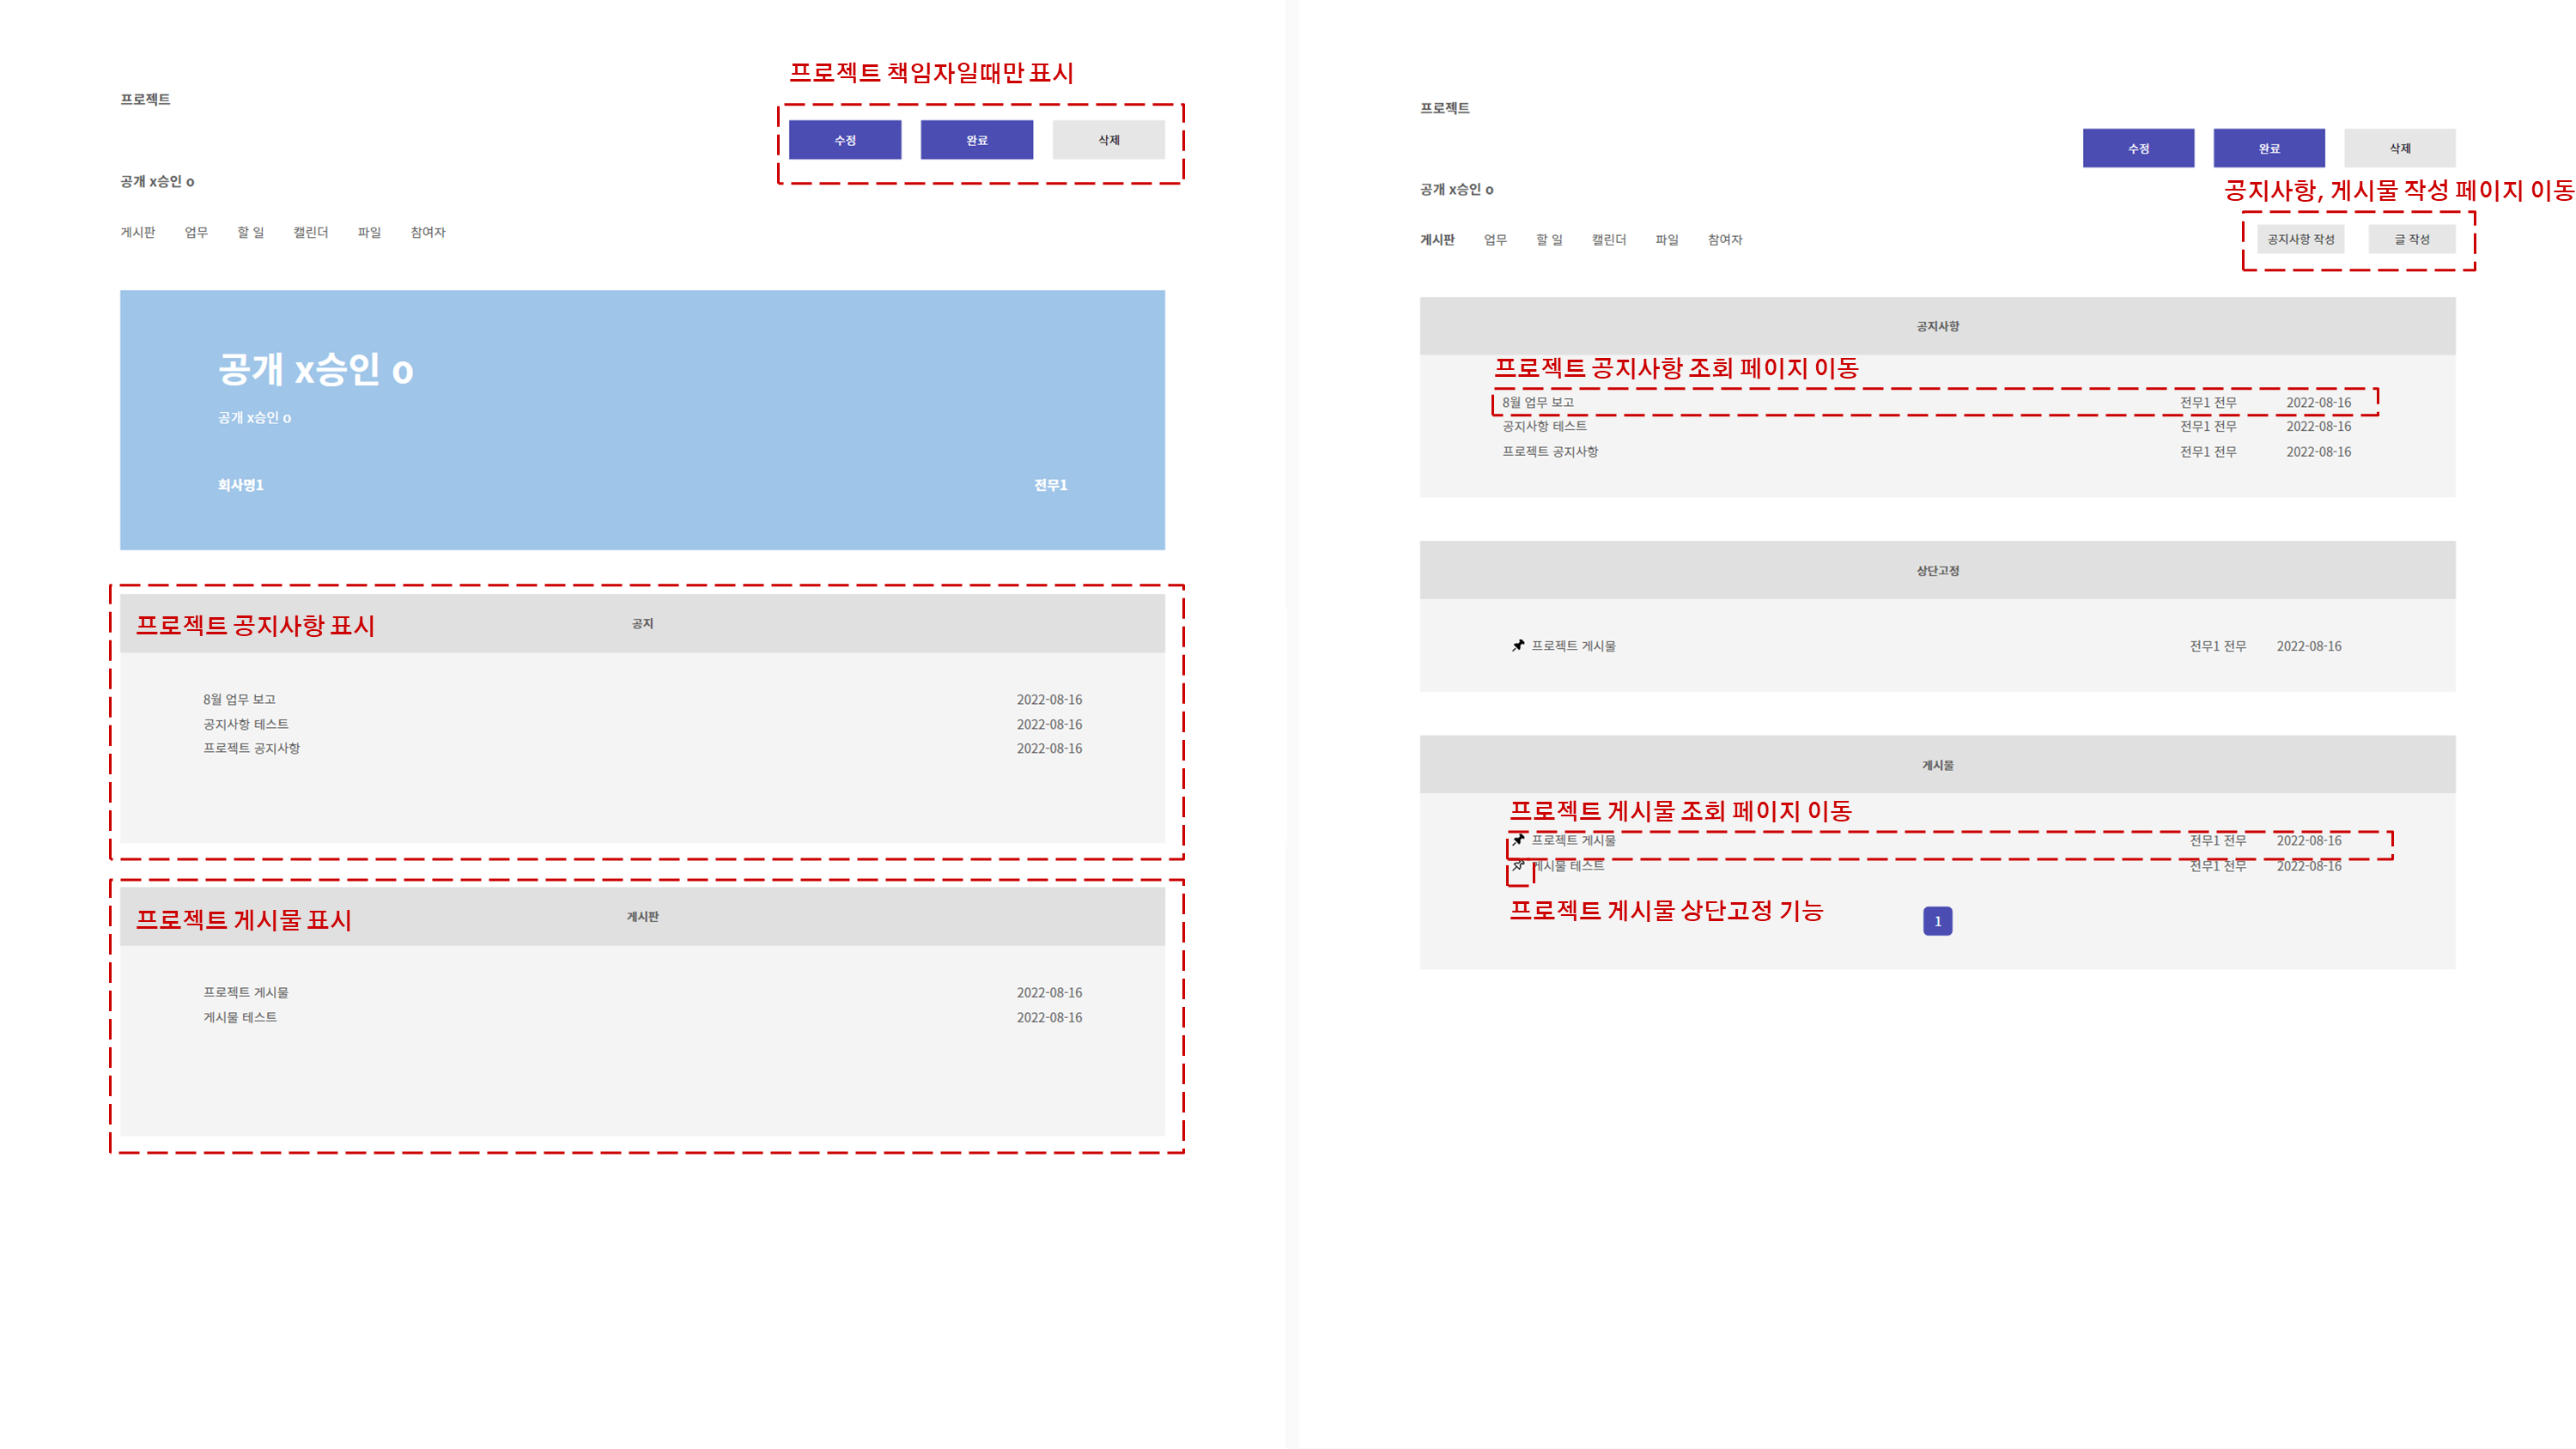 프로젝트 책임자일때만 표시
프로젝트
수정 완료 삭제
공개 x승인 o
게시판 업무 할 일 캘린더 파일 참여자
공개 x승인 o
공개 x승인 o
회사명1 전무1
프로젝트 공지사항 표시 공지
8월 업무 보고 2022-08-16
공지사항 테스트 2022-08-16
프로젝트 공지사항 2022-08-16
프로젝트 게시물 표시 게시판
프로젝트 게시물 2022-08-16
게시물 테스트 2022-08-16
프로젝트
수정 완료 삭제
공개 x승인 o
공지사항, 게시물 작성 페이지 이동
게시판 업무 할 일 캘린더 파일 참여자 공지사항 작성 글 작성
공지사항
프로젝트 공지사항 조회 페이지 이동
8월 업무 보고 전무1 전무 2022-08-16
공지사항 테스트 전무1 전무 2022-08-16
프로젝트 공지사항 전무1 전무 2022-08-16
상단고정
프로젝트 게시물 전무1 전무 2022-08-16
게시물
프로젝트 게시물 조회 페이지 이동
프로젝트 게시물 전무1 전무 2022-08-16
게시물 테스트 전무1 전무 2022-08-16
프로젝트 게시물 상단고정 기능
1